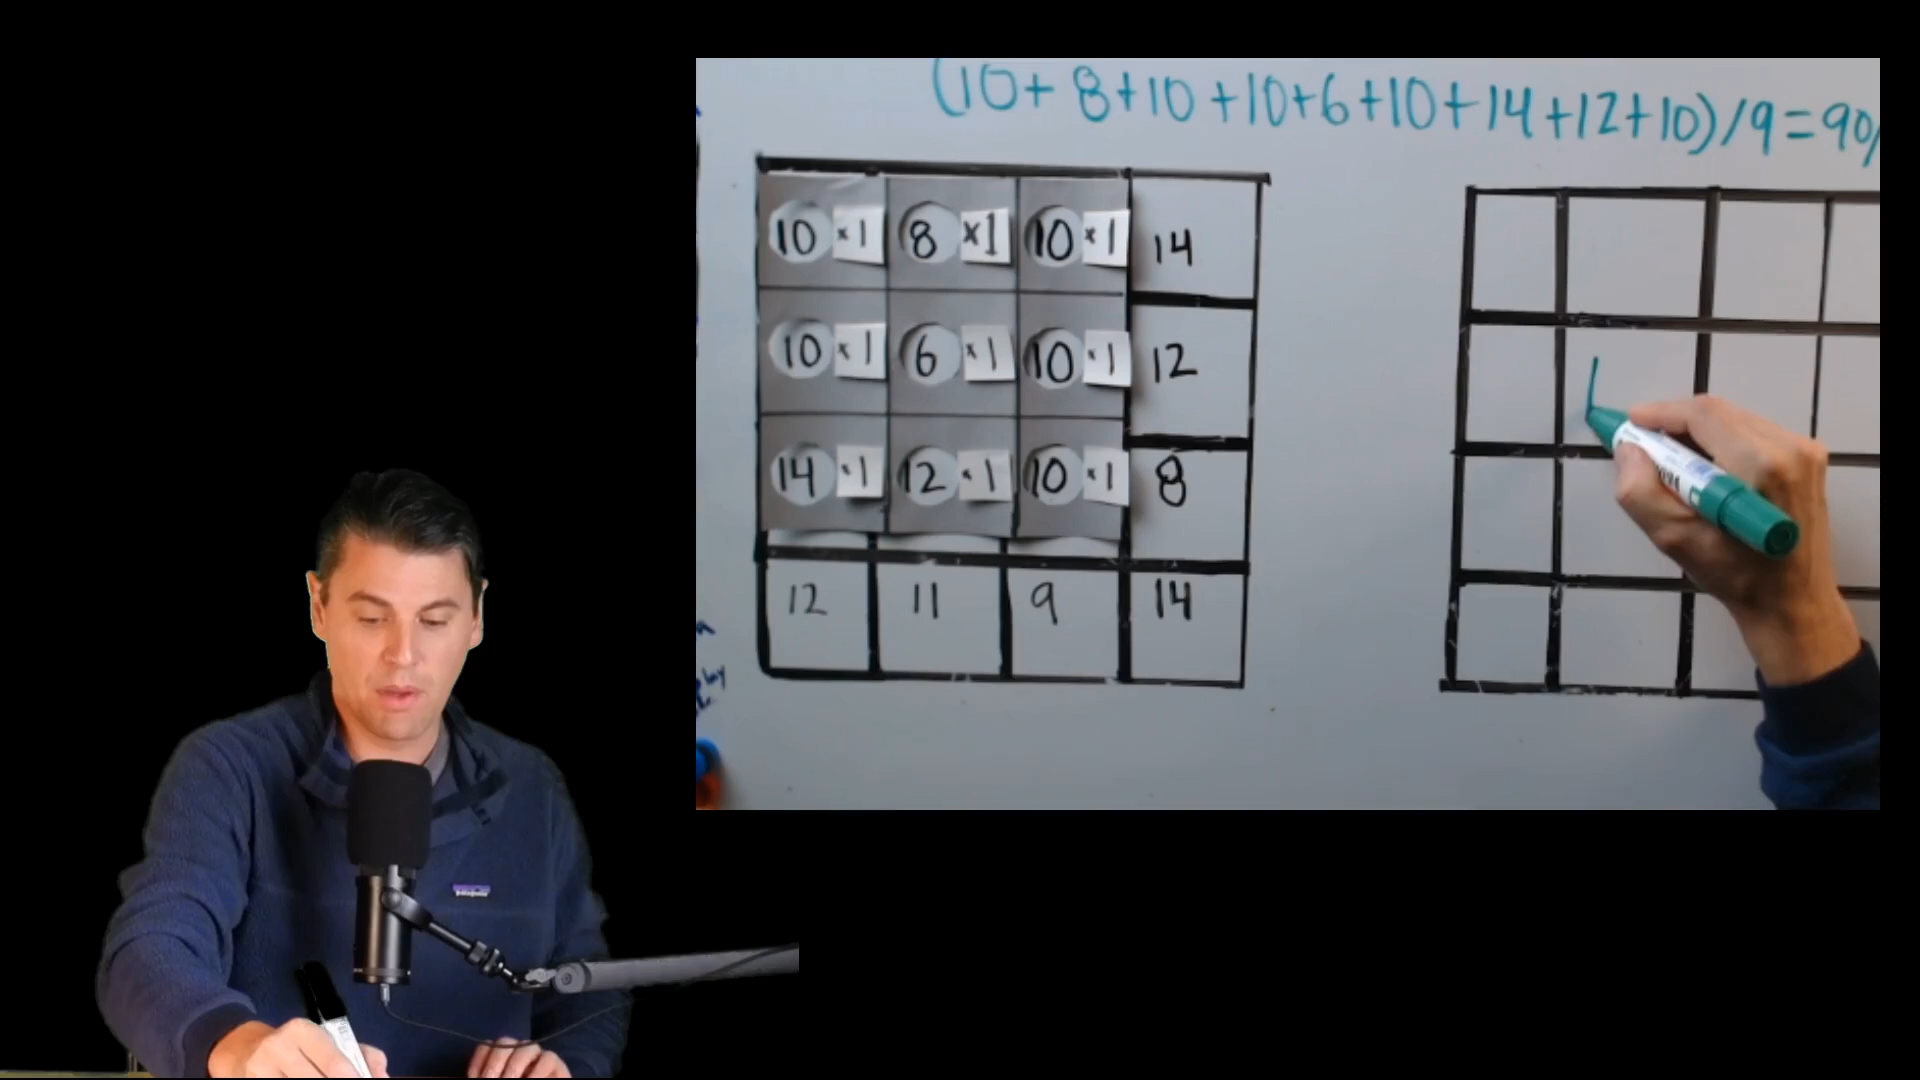 (10+8+10+10+6+10+14+12+10)/9=90/
10 ×1 8 ×1 10 ×1 14
10 ×1 6 ×1 10 ×1 12
14 ×1 12 ×1 10 ×1 8
12 11 9 14
patagonia